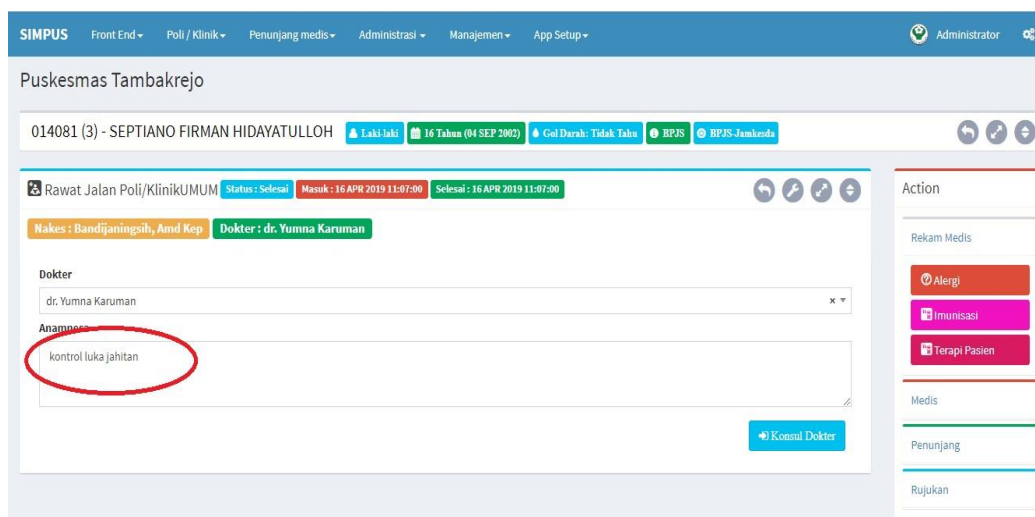 SIMPUS Front End Poli / Klinik Penunjang medis Administrasi Manajemen App Setup Administrator
Puskesmas Tambakrejo
014081 (3) - SEPTIANO FIRMAN HIDAYATULLOH Laki-laki 16 Tahun (04 SEP 2002) Gol Darah: Tidak Tahu BPJS BPJS-Jamkesda
Rawat Jalan Poli/KlinikUMUM Status : Selesai Masuk : 16 APR 2019 11:07:00 Selesai : 16 APR 2019 11:07:00
Nakes : Bandijaningsih, Amd Kep Dokter : dr. Yumna Karuman
Dokter
dr. Yumna Karuman
Anamnesa
kontrol luka jahitan
Konsul Dokter
Action
Rekam Medis
Alergi
Imunisasi
Terapi Pasien
Medis
Penunjang
Rujukan